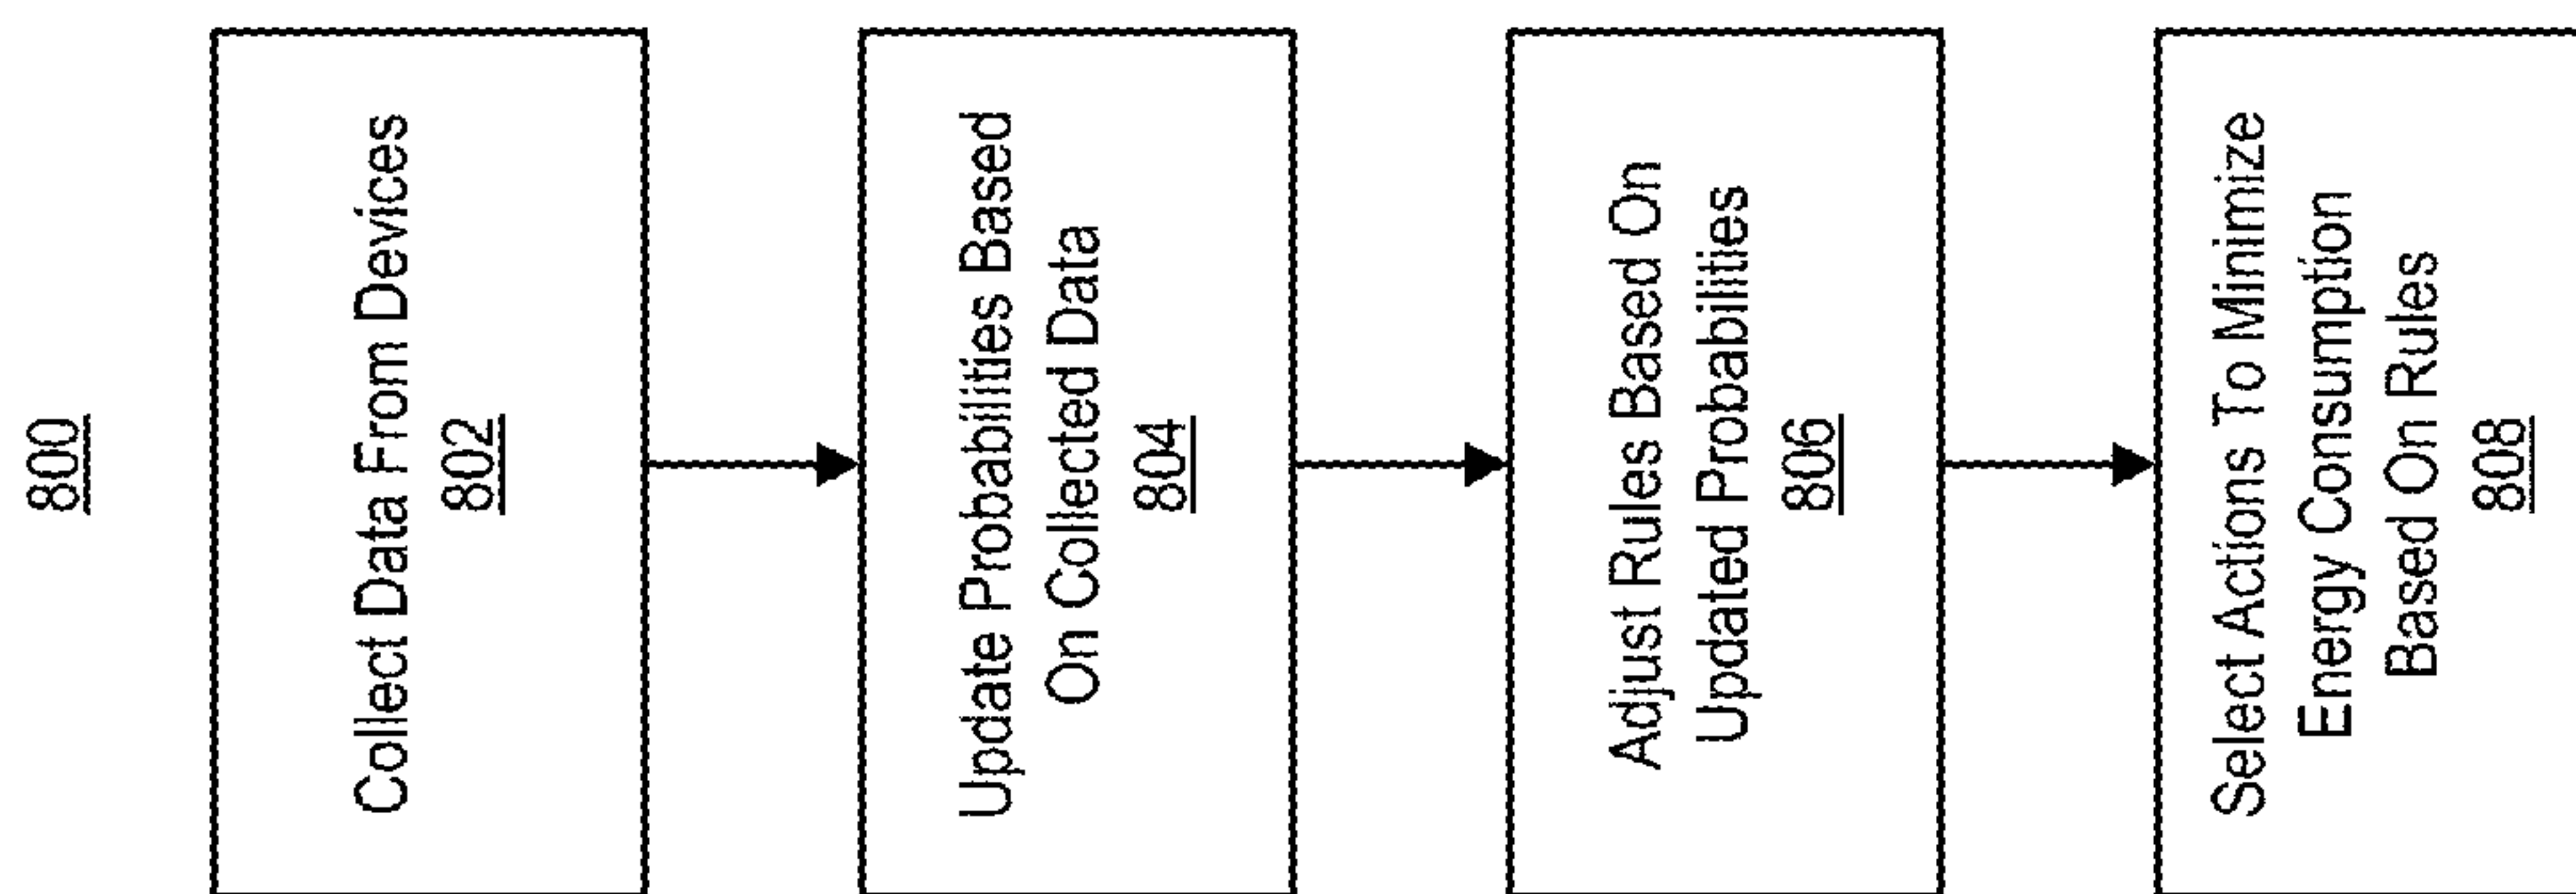 800
Collect Data From Devices
802
Update Probabilities Based
On Collected Data
804
Adjust Rules Based On
Updated Probabilities
806
Select Actions To Minimize
Energy Consumption
Based On Rules
808